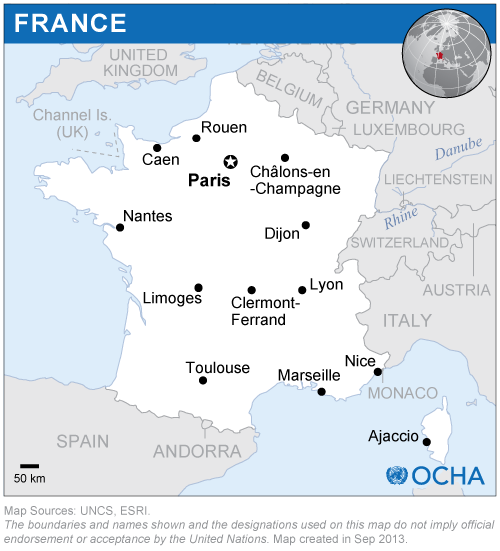 FRANCE
UNITED
KINGDOM
BELGIUM
GERMANY
LUXEMBOURG
Channel Is.
(UK)
Rouen
Caen
Paris
Châlons-en
-Champagne
Danube
LIECHTENSTEIN
Rhine
Nantes
Dijon
SWITZERLAND
AUSTRIA
Limoges
Clermont-
Ferrand
Lyon
ITALY
Toulouse
Marseille
Nice
MONACO
SPAIN
ANDORRA
Ajaccio
50 km
OCHA
Map Sources: UNCS, ESRI.
The boundaries and names shown and the designations used on this map do not imply official
endorsement or acceptance by the United Nations. Map created in Sep 2013.